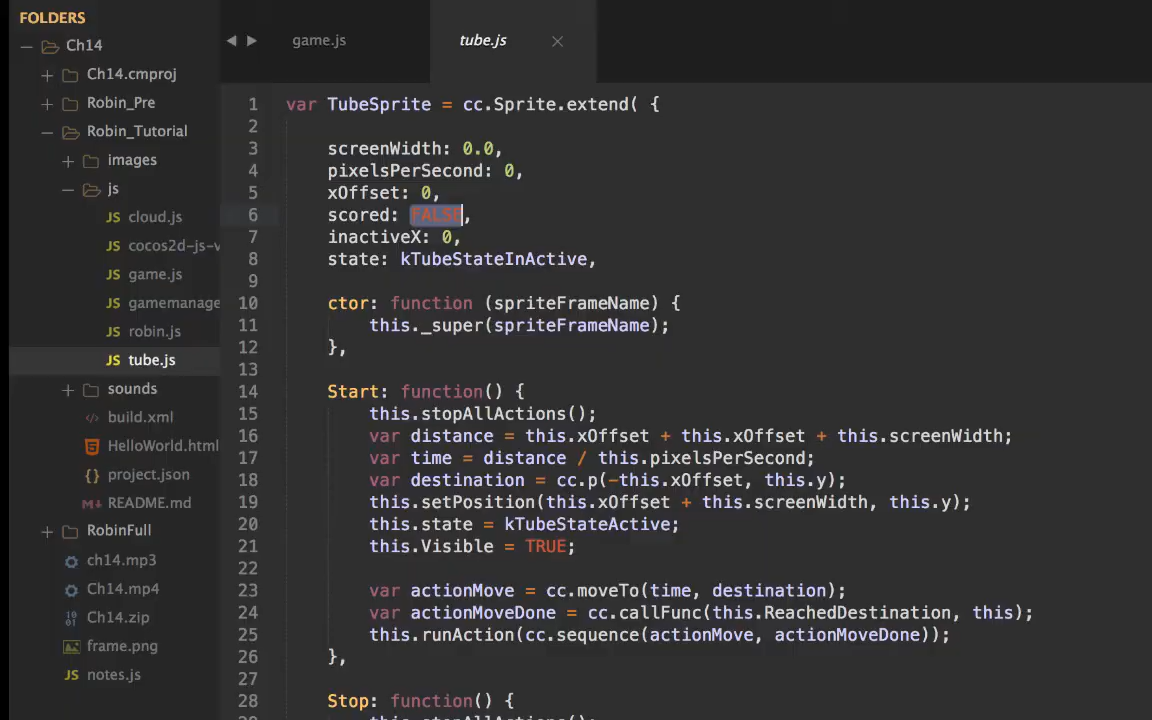 FOLDERS
Ch14
Ch14.cmproj
Robin_Pre
Robin_Tutorial
images
js
cloud.js
cocos2d-js-v
game.js
gamemanage
robin.js
tube.js
sounds
build.xml
HelloWorld.html
project.json
README.md
RobinFull
ch14.mp3
Ch14.mp4
Ch14.zip
frame.png
notes.js
game.js
tube.js
1 var TubeSprite = cc.Sprite.extend( {
2
3 screenWidth: 0.0,
4 pixelsPerSecond: 0,
5 xOffset: 0,
6 scored: FALSE,
7 inactiveX: 0,
8 state: kTubeStateInActive,
9
10 ctor: function (spriteFrameName) {
11 this._super(spriteFrameName);
12 },
13
14 Start: function() {
15 this.stopAllActions();
16 var distance = this.xOffset + this.xOffset + this.screenWidth;
17 var time = distance / this.pixelsPerSecond;
18 var destination = cc.p(-this.xOffset, this.y);
19 this.setPosition(this.xOffset + this.screenWidth, this.y);
20 this.state = kTubeStateActive;
21 this.Visible = TRUE;
22
23 var actionMove = cc.moveTo(time, destination);
24 var actionMoveDone = cc.callFunc(this.ReachedDestination, this);
25 this.runAction(cc.sequence(actionMove, actionMoveDone));
26 },
27
28 Stop: function() {